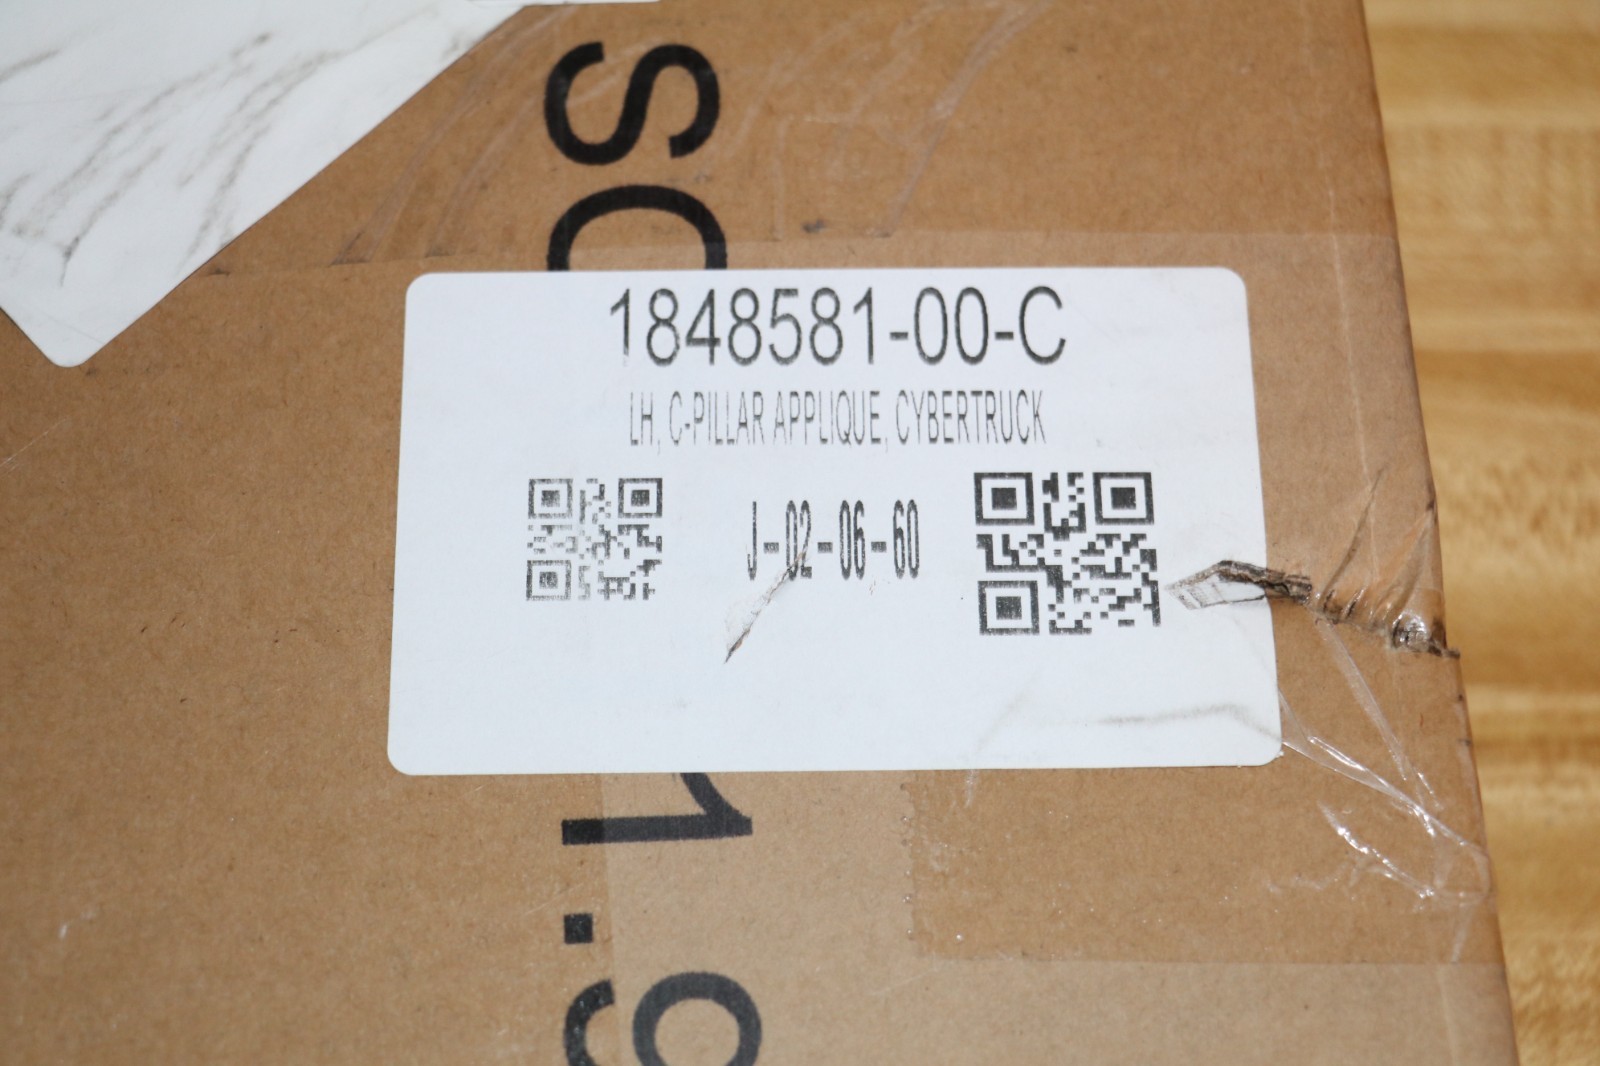 1848581-00-C
LH, C-PILLAR APPLIQUE, CYBERTRUCK
J-02-06-60